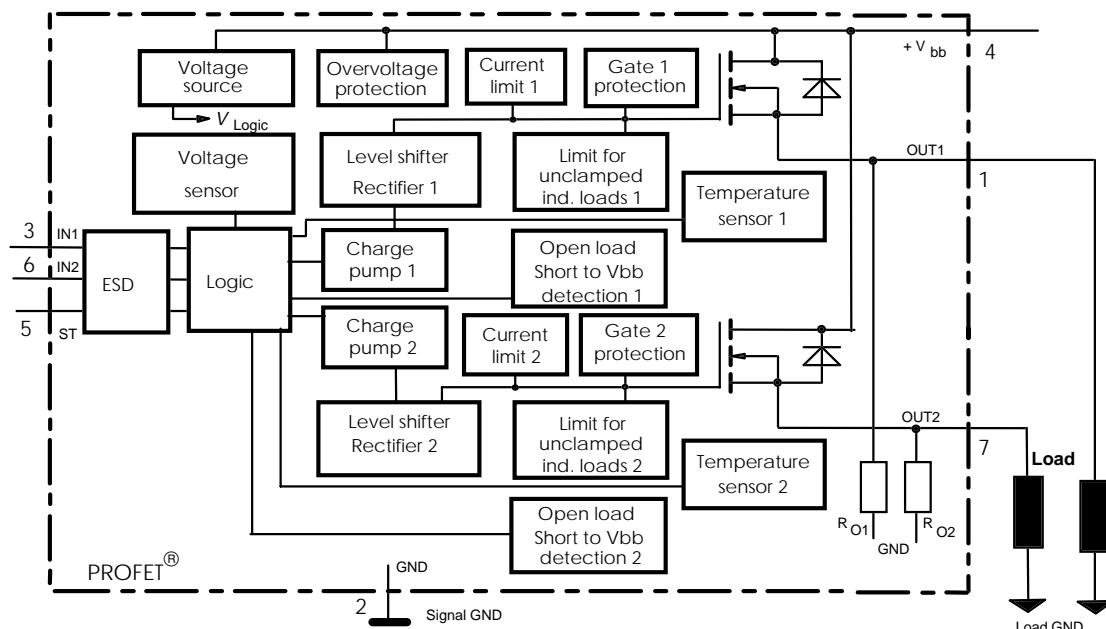 + V bb
4
Voltage
source
Overvoltage
protection
Current
limit 1
Gate 1
protection
V Logic
Voltage
sensor
Level shifter
Rectifier 1
Limit for
unclamped
ind. loads 1
OUT1
1
Temperature
sensor 1
3
IN1
6
IN2
5
ST
ESD
Logic
Charge
pump 1
Open load
Short to Vbb
detection 1
Charge
pump 2
Current
limit 2
Gate 2
protection
Level shifter
Rectifier 2
Limit for
unclamped
ind. loads 2
OUT2
7
Load
Temperature
sensor 2
R O1
R O2
GND
Open load
Short to Vbb
detection 2
PROFET®
GND
2
Signal GND
Load GND